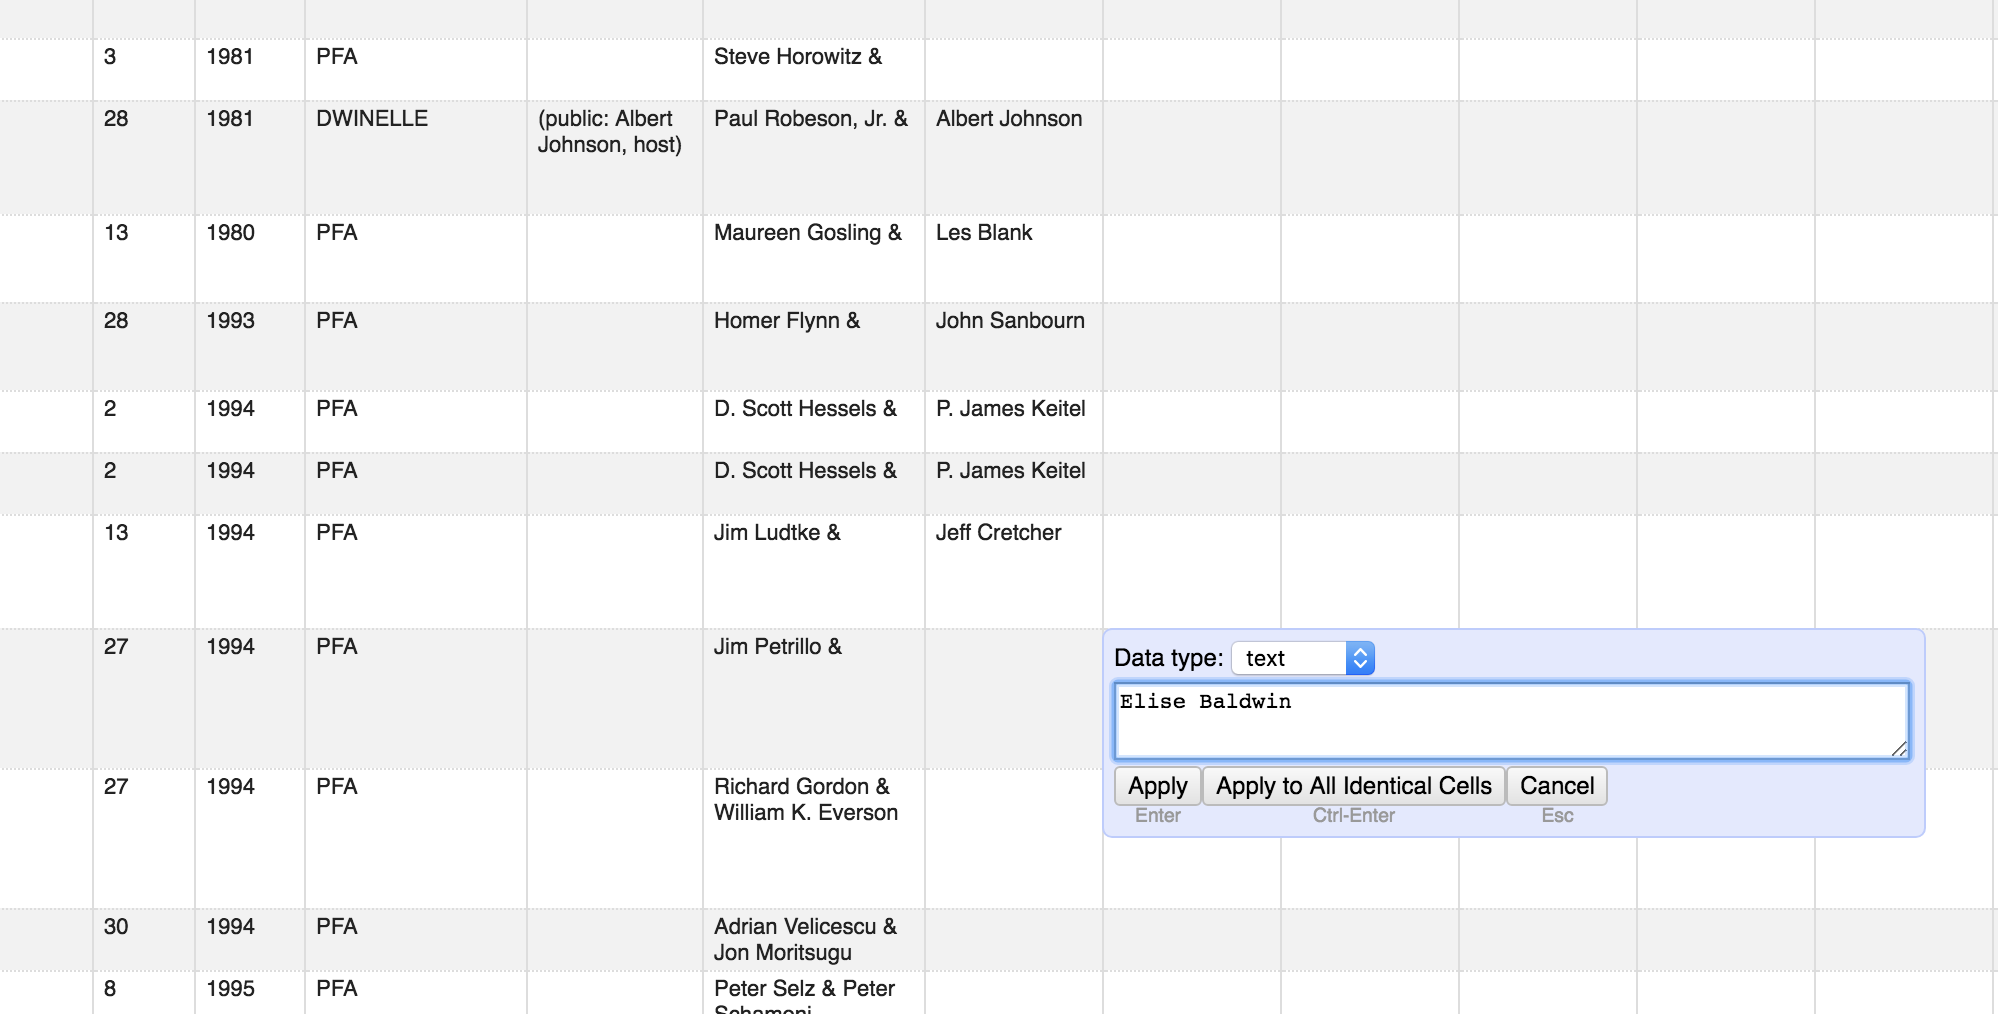 3 1981 PFA Steve Horowitz &
28 1981 DWINELLE (public: Albert Paul Robeson, Jr. & Albert Johnson
Johnson, host)
13 1980 PFA Maureen Gosling & Les Blank
28 1993 PFA Homer Flynn & John Sanbourn
2 1994 PFA D. Scott Hessels & P. James Keitel
2 1994 PFA D. Scott Hessels & P. James Keitel
13 1994 PFA Jim Ludtke & Jeff Cretcher
27 1994 PFA Jim Petrillo &
Data type: text
Elise Baldwin
Apply Apply to All Identical Cells Cancel
Enter Ctrl-Enter Esc
27 1994 PFA Richard Gordon &
William K. Everson
30 1994 PFA Adrian Velicescu &
Jon Moritsugu
8 1995 PFA Peter Selz & Peter